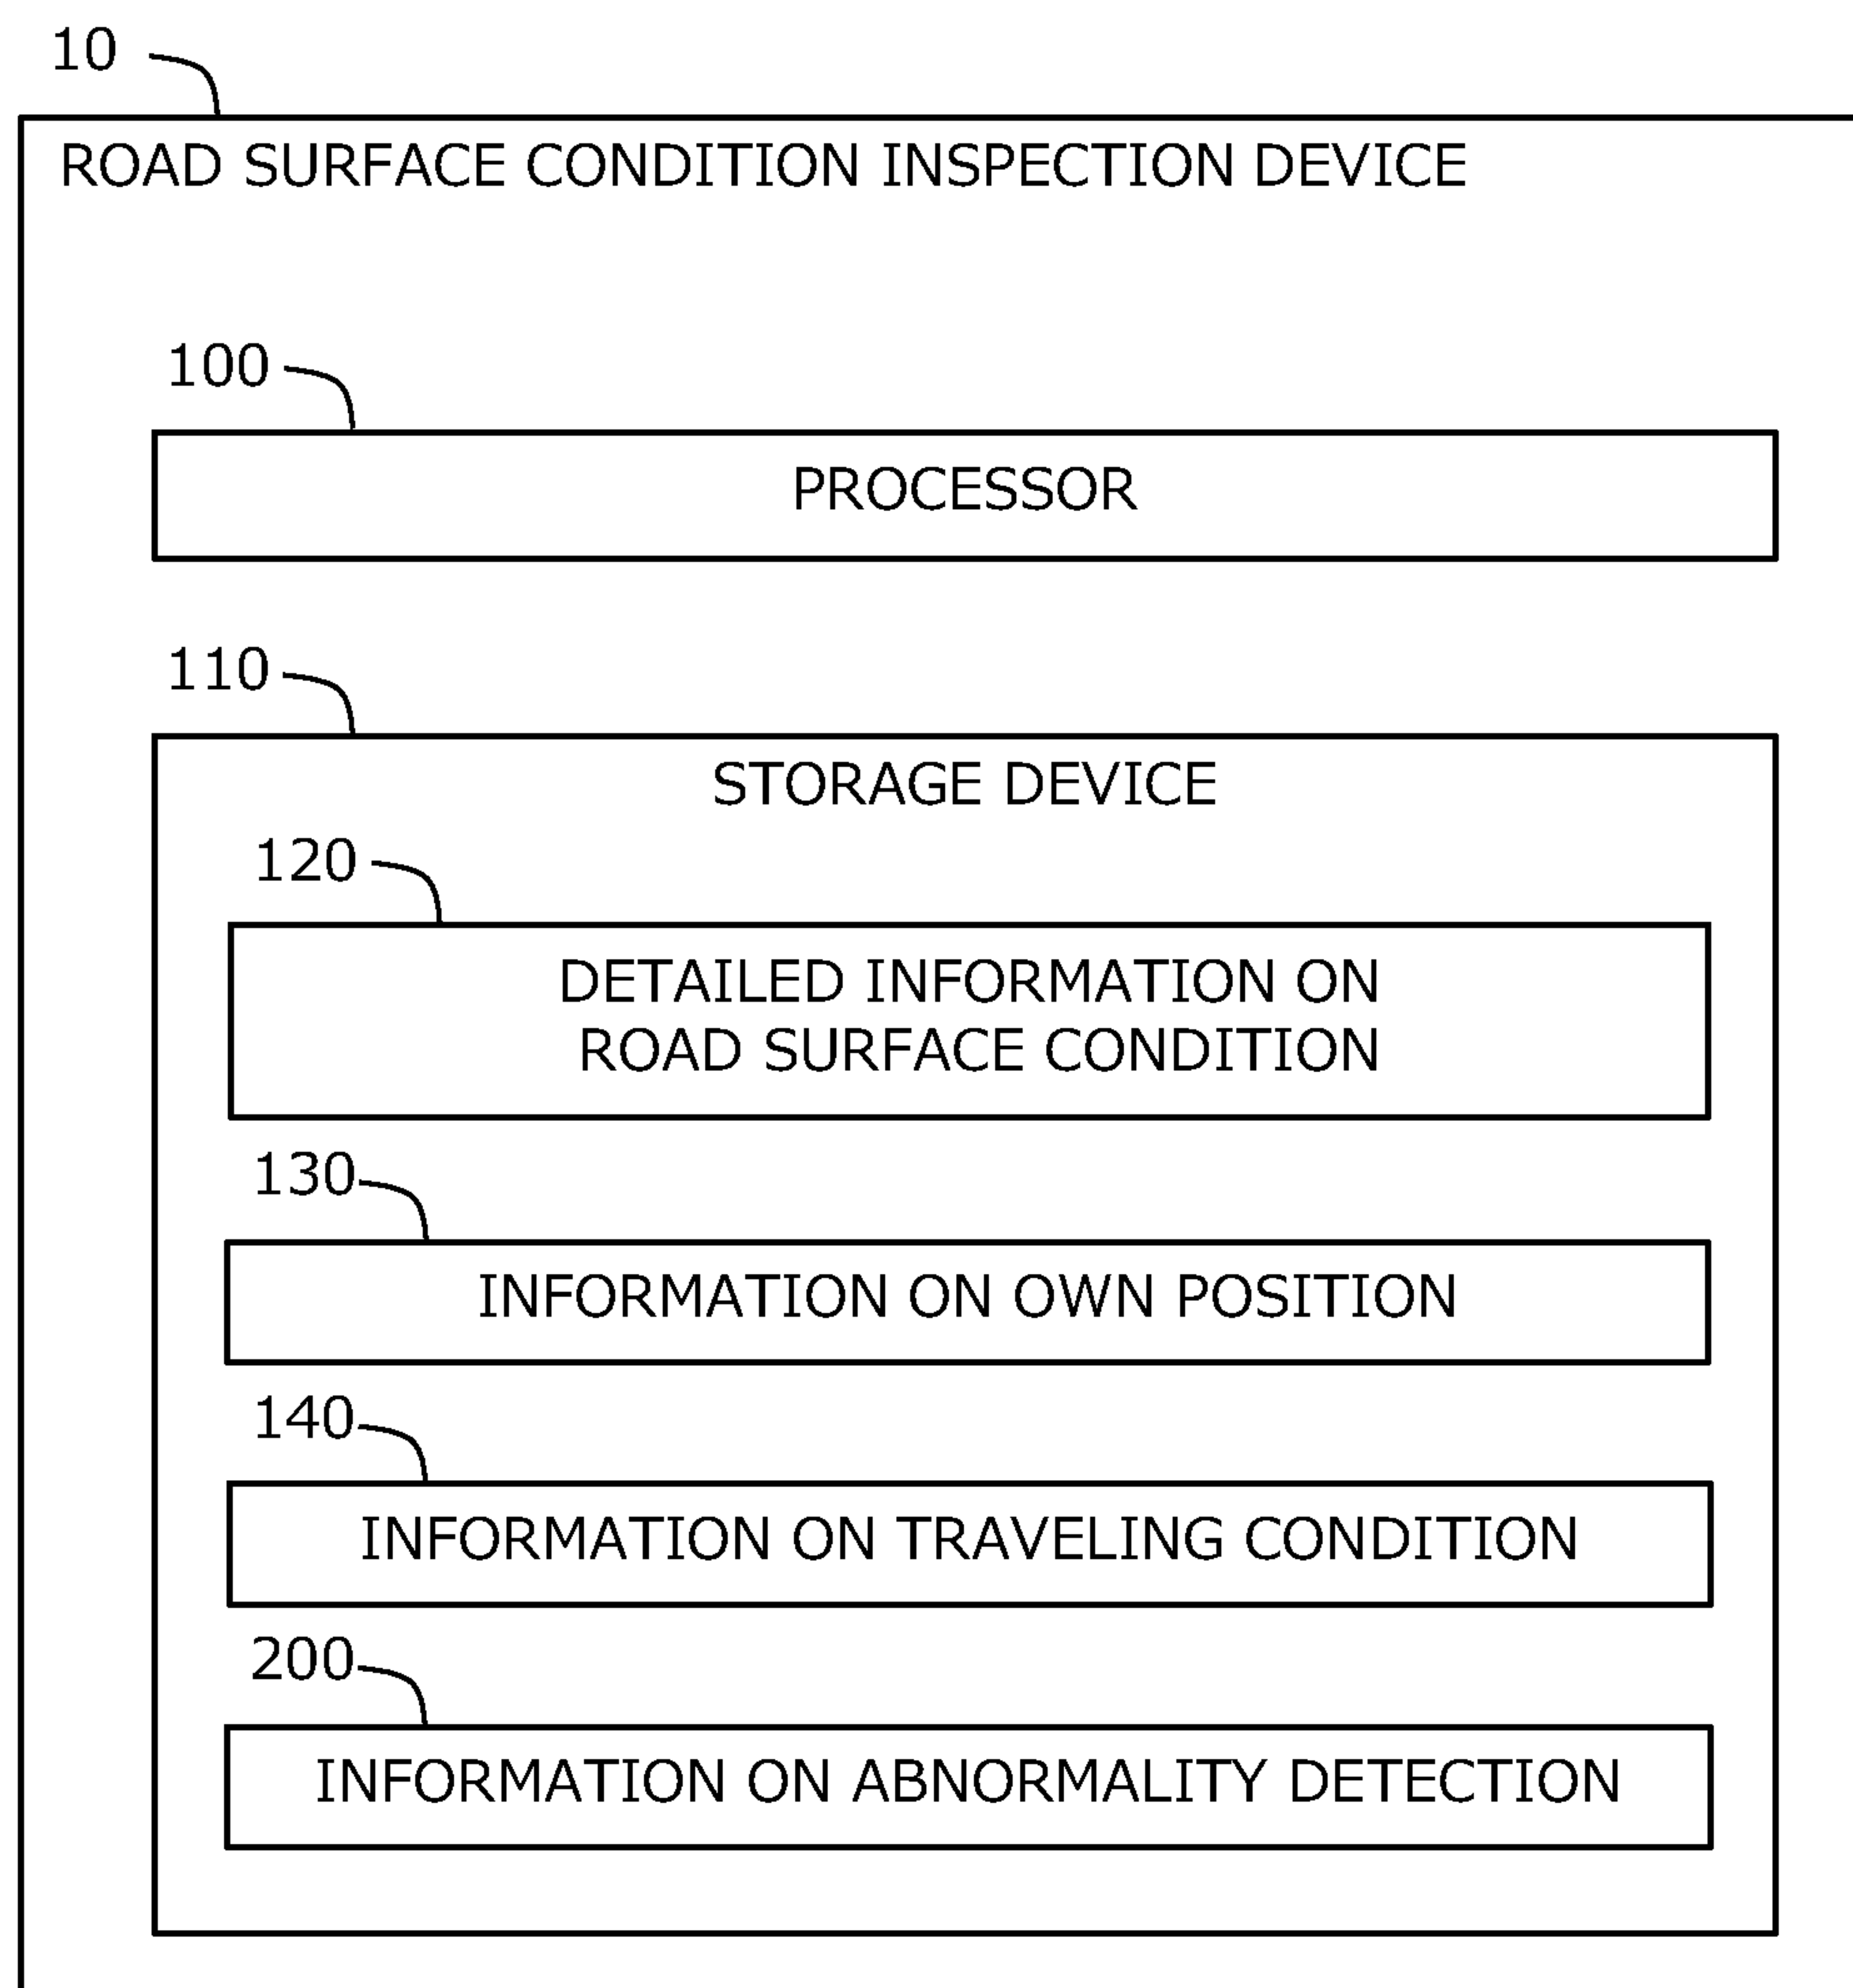 10
ROAD SURFACE CONDITION INSPECTION DEVICE
100
PROCESSOR
110
STORAGE DEVICE
120
DETAILED INFORMATION ON
ROAD SURFACE CONDITION
130
INFORMATION ON OWN POSITION
140
INFORMATION ON TRAVELING CONDITION
200
INFORMATION ON ABNORMALITY DETECTION